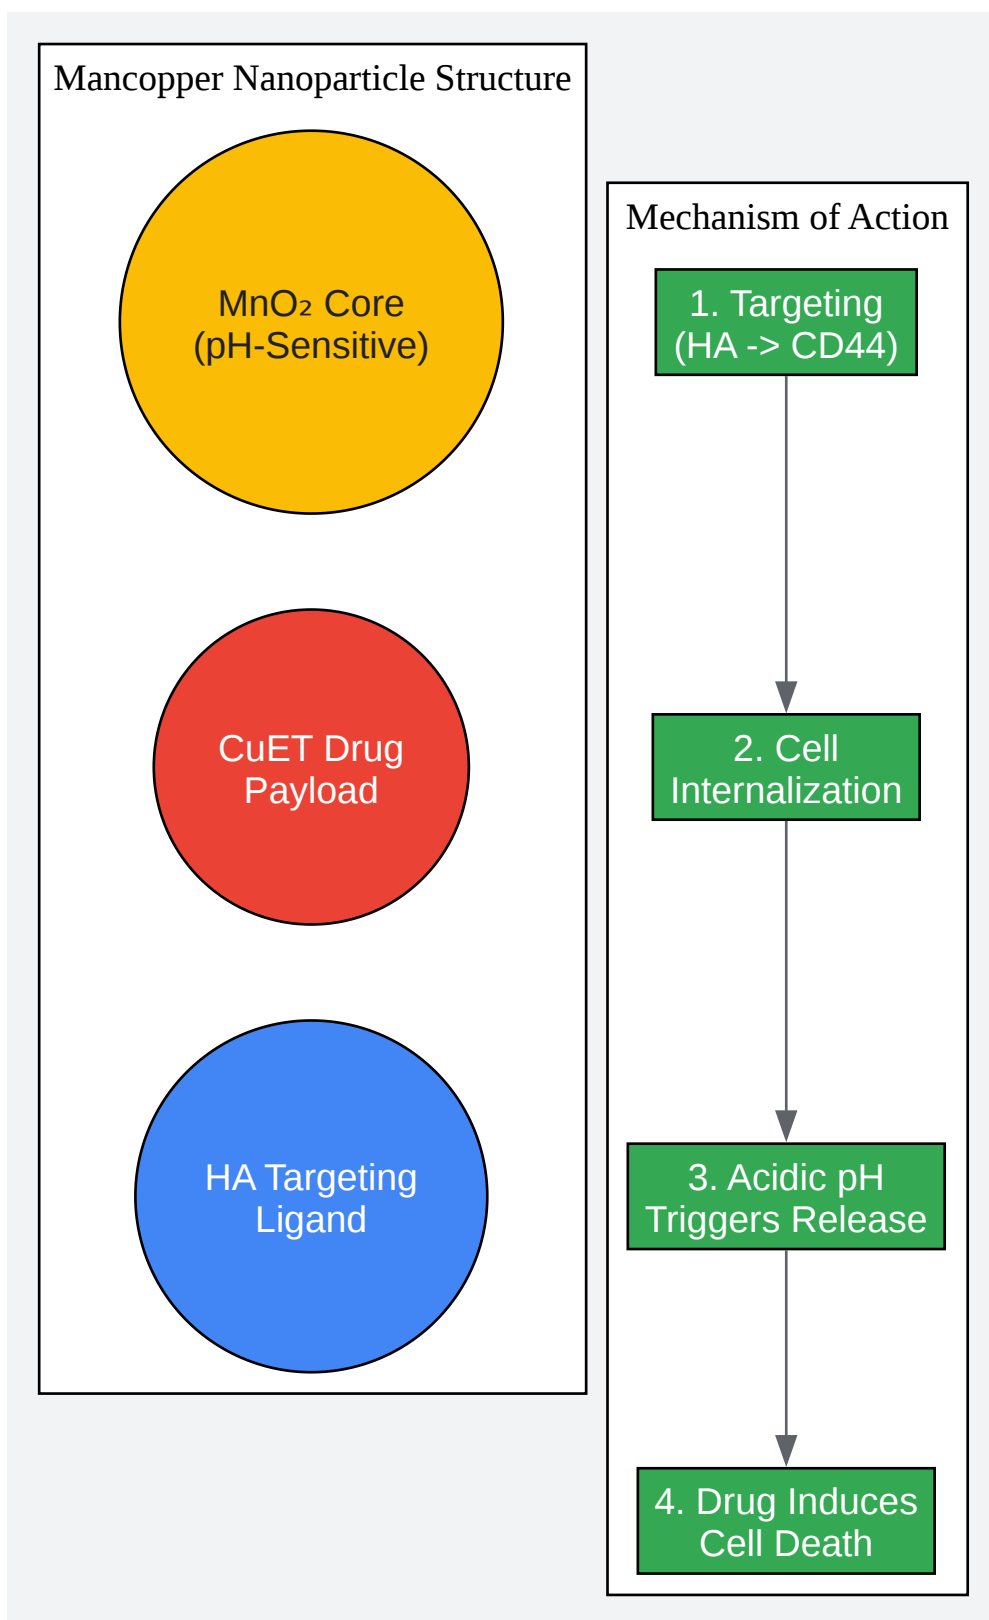 Mancopper Nanoparticle Structure
MnO₂ Core
(pH-Sensitive)
CuET Drug
Payload
HA Targeting
Ligand
Mechanism of Action
1. Targeting
(HA -> CD44)
2. Cell
Internalization
3. Acidic pH
Triggers Release
4. Drug Induces
Cell Death